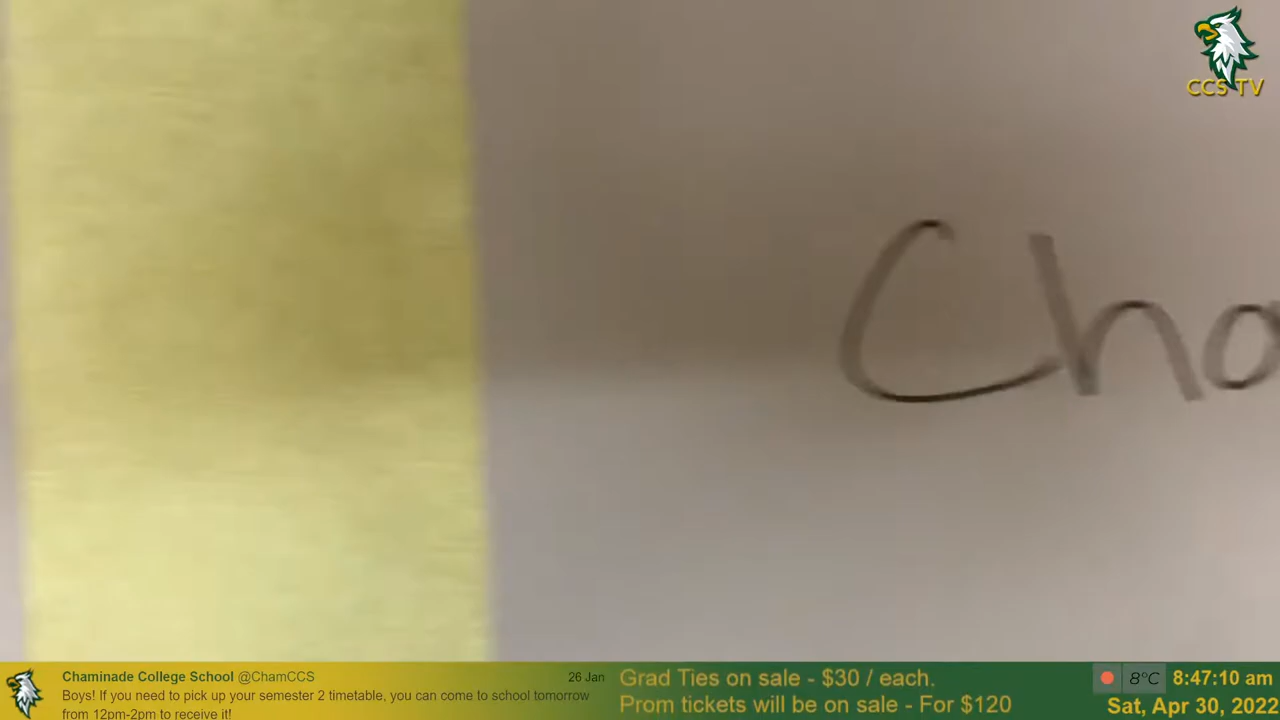 CCS TV
Cha
Chaminade College School @ChamCCS 26 Jan
Boys! If you need to pick up your semester 2 timetable, you can come to school tomorrow
from 12pm-2pm to receive it!
Grad Ties on sale - $30 / each.
Prom tickets will be on sale - For $120
8°C 8:47:10 am
Sat, Apr 30, 2022